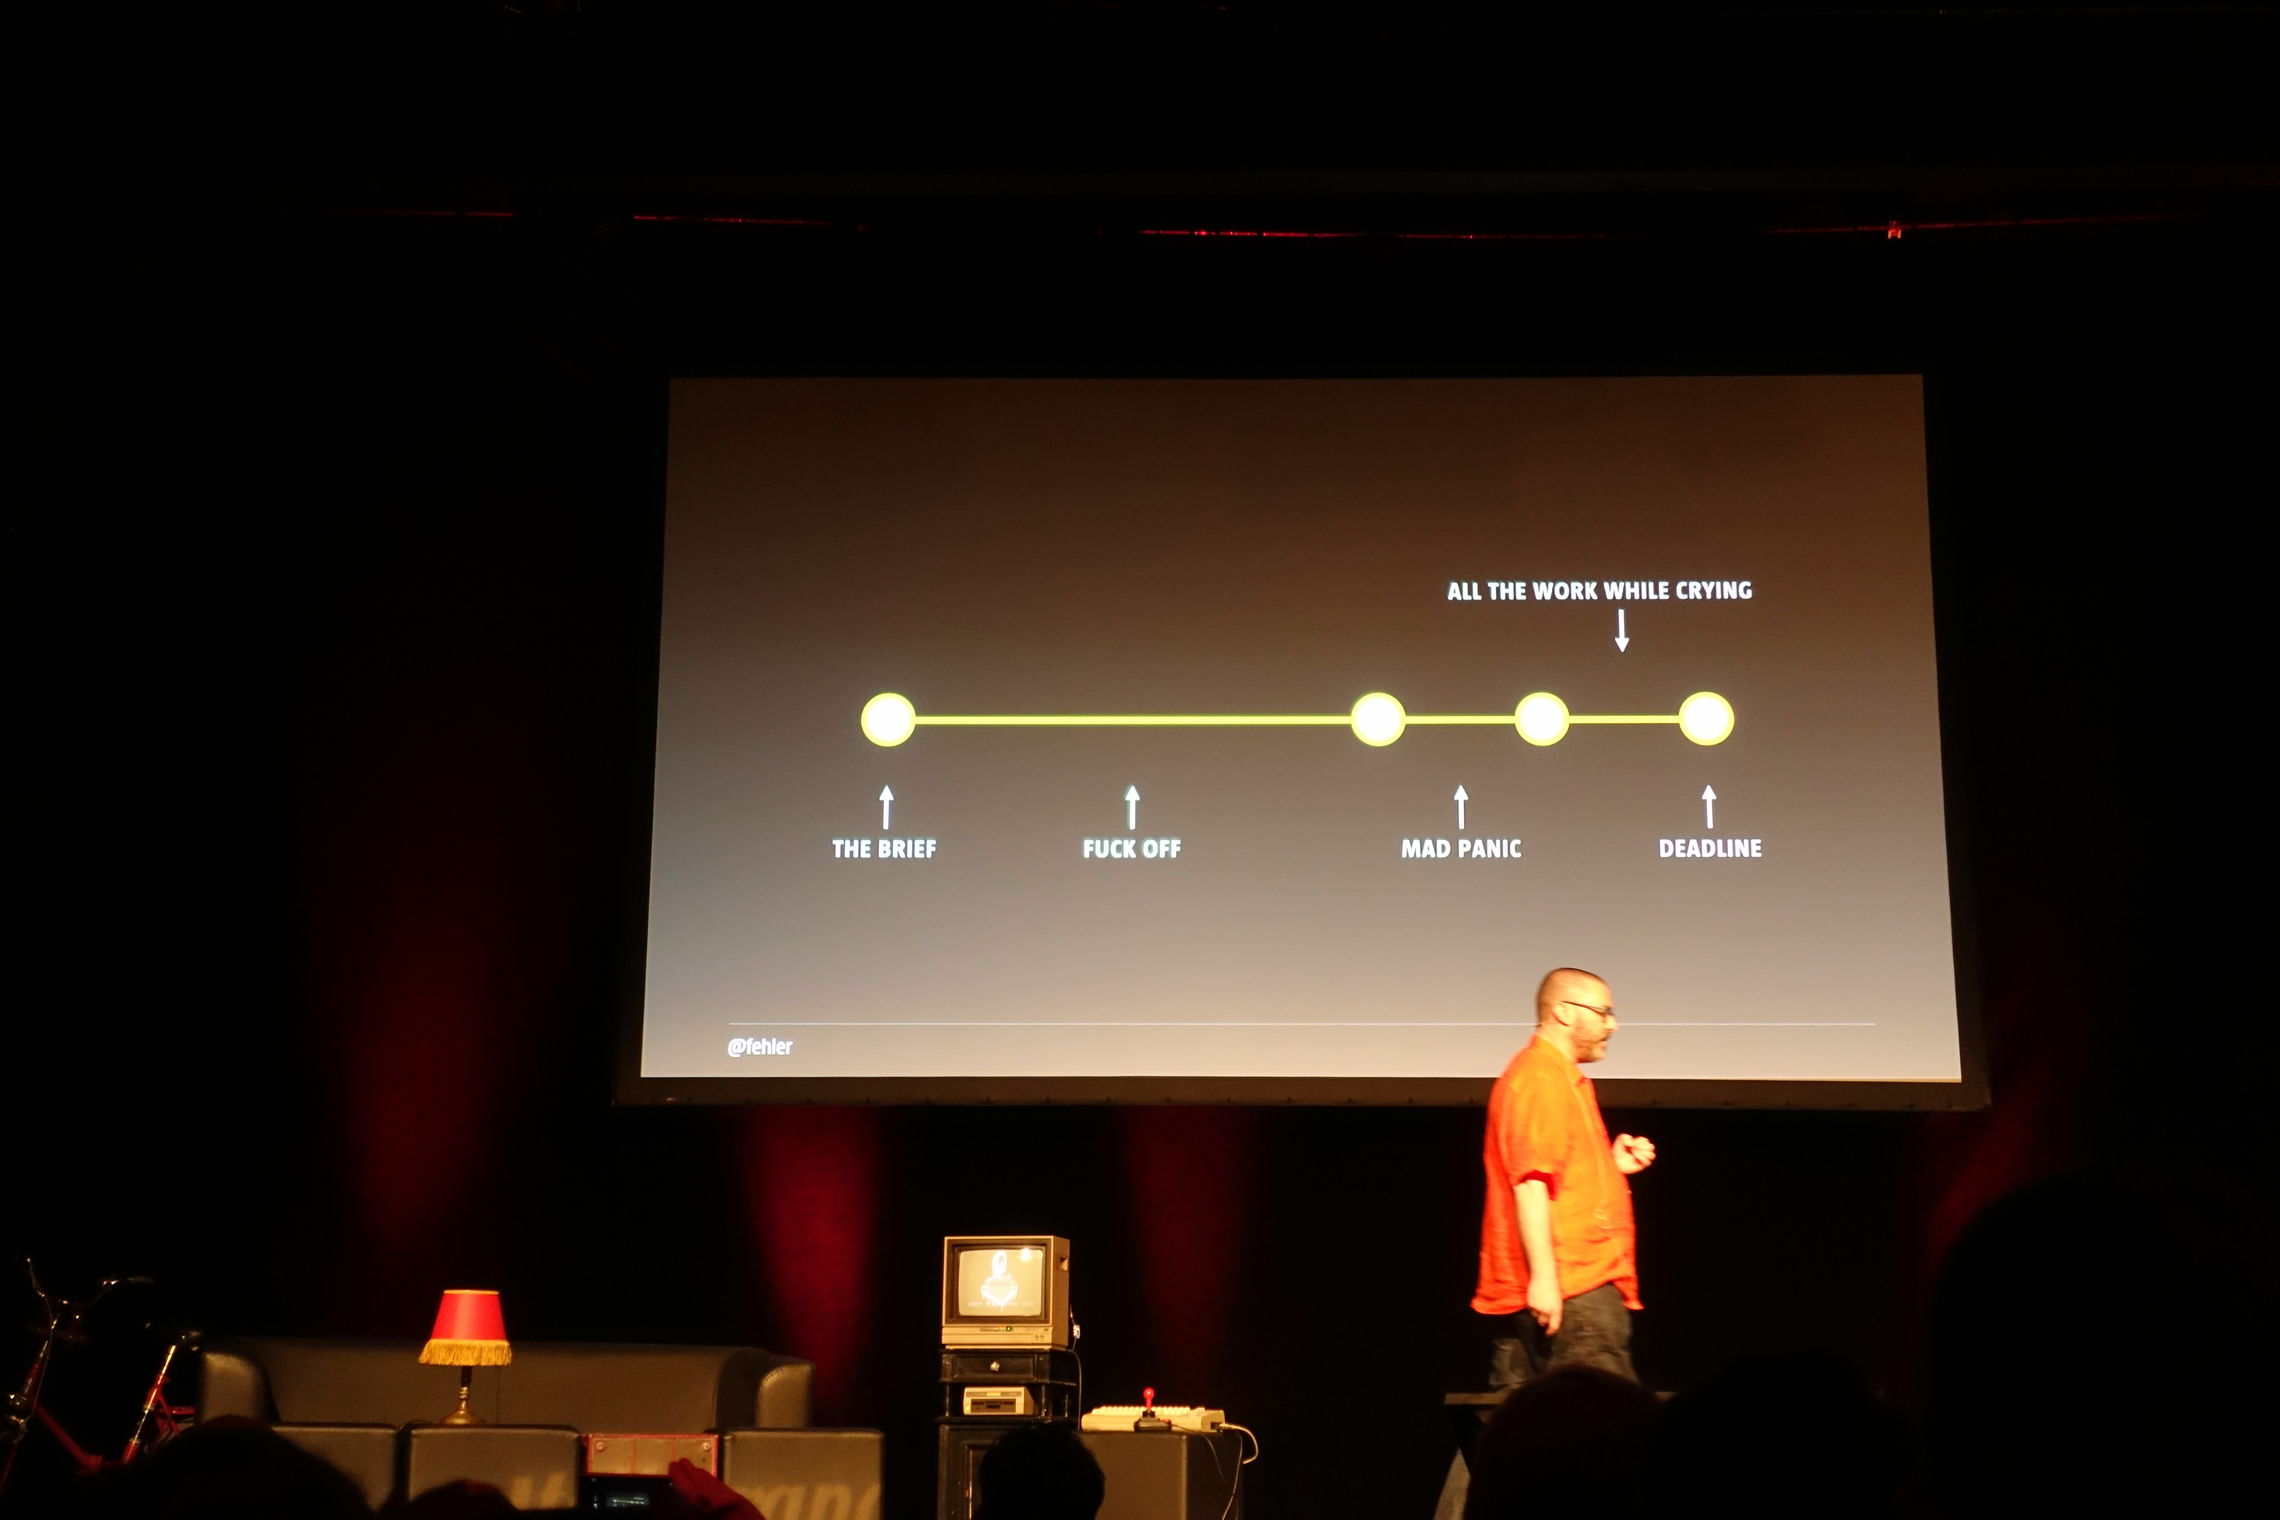 ALL THE WORK WHILE CRYING
THE BRIEF
FUCK OFF
MAD PANIC
DEADLINE
@fehler